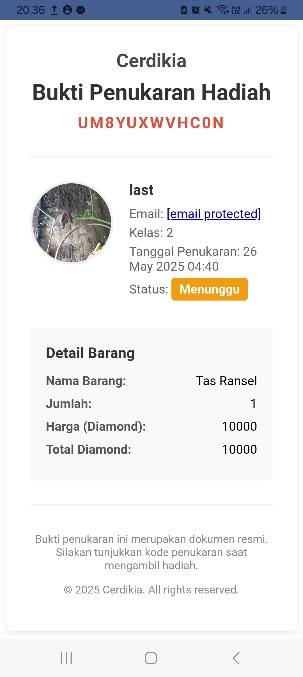 20.36
26%
Cerdikia
Bukti Penukaran Hadiah
UM8YUXWVHC0N
last
Email: [email protected]
Kelas: 2
Tanggal Penukaran: 26
May 2025 04:40
Status: Menunggu
Detail Barang
Nama Barang: Tas Ransel
Jumlah: 1
Harga (Diamond): 10000
Total Diamond: 10000
Bukti penukaran ini merupakan dokumen resmi.
Silakan tunjukkan kode penukaran saat
mengambil hadiah.
© 2025 Cerdikia. All rights reserved.